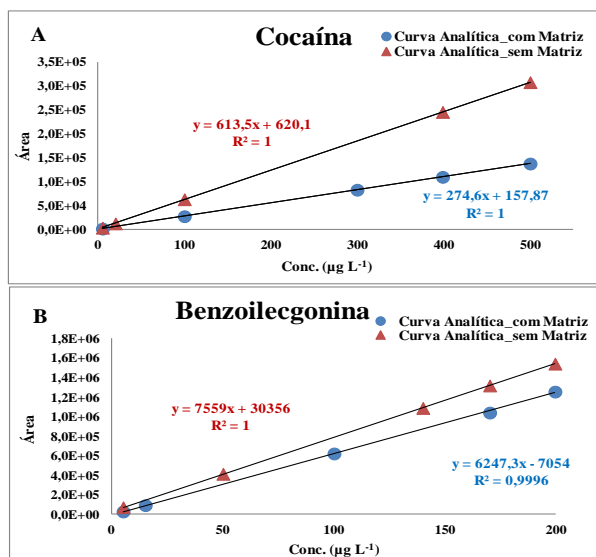 A
Cocaína
Curva Analítica_com Matriz
Curva Analítica_sem Matriz
3,5E+05
3,0E+05
2,5E+05
2,0E+05
1,5E+05
1,0E+05
5,0E+04
0,0E+00
Área
y = 613,5x + 620,1
R² = 1
y = 274,6x + 157,87
R² = 1
0
100
200
300
400
500
Conc. (µg L⁻¹)
B
Benzoilecgonina
Curva Analítica_com Matriz
Curva Analítica_sem Matriz
1,8E+06
1,6E+06
1,4E+06
1,2E+06
1,0E+06
8,0E+05
6,0E+05
4,0E+05
2,0E+05
0,0E+00
Área
y = 7559x + 30356
R² = 1
y = 6247,3x - 7054
R² = 0,9996
0
50
100
150
200
Conc. (µg L⁻¹)